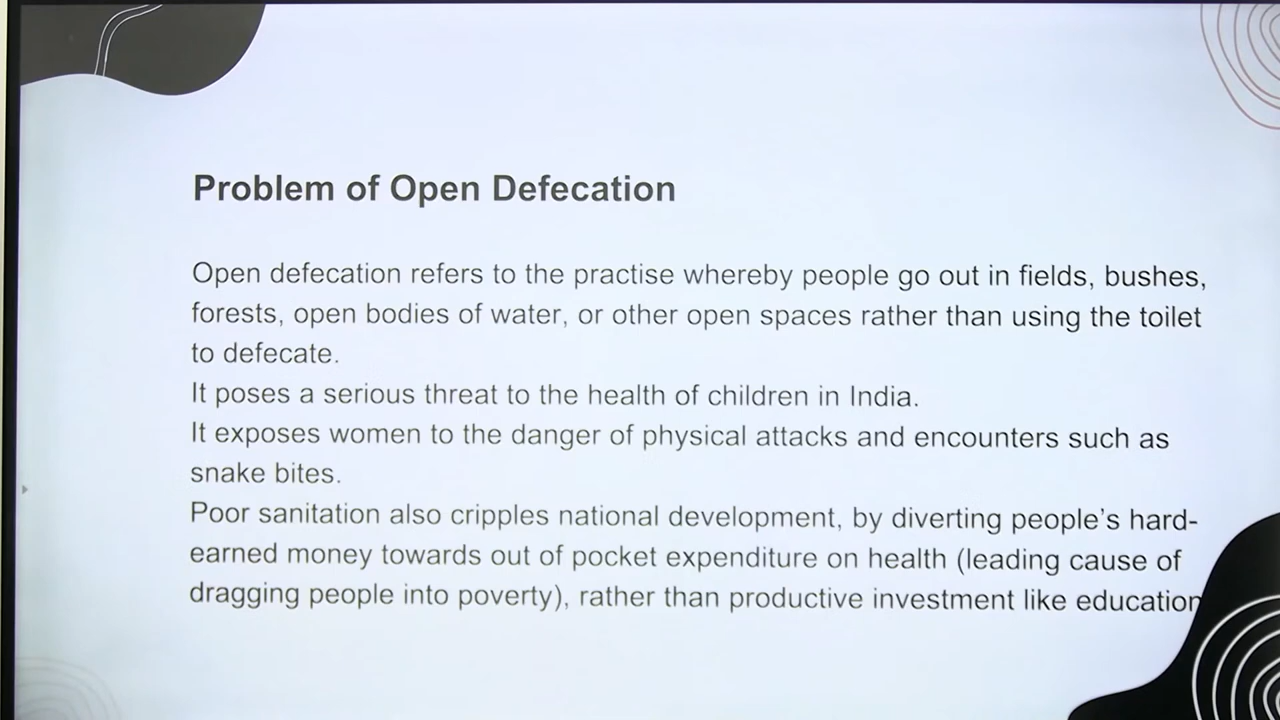 Problem of Open Defecation
Open defecation refers to the practise whereby people go out in fields, bushes,
forests, open bodies of water, or other open spaces rather than using the toilet
to defecate.
It poses a serious threat to the health of children in India.
It exposes women to the danger of physical attacks and encounters such as
snake bites.
Poor sanitation also cripples national development, by diverting people’s hard-
earned money towards out of pocket expenditure on health (leading cause of
dragging people into poverty), rather than productive investment like education